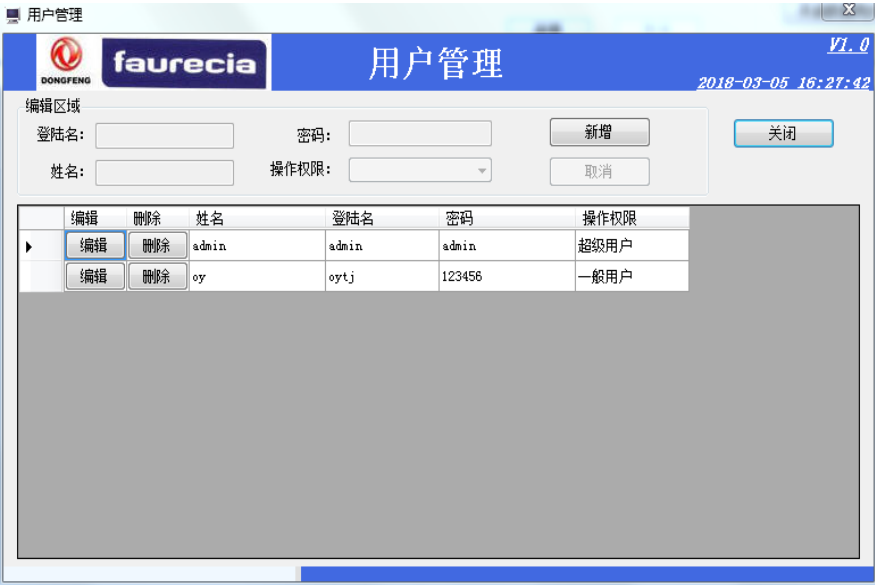 用户管理
DONGFENG
faurecia
用户管理
V1.0
2018-03-05 16:27:42
编辑区域
登陆名:
密码:
新增
关闭
姓名:
操作权限:
取消
编辑 删除 姓名 登陆名 密码 操作权限
编辑 删除 admin admin admin 超级用户
编辑 删除 oy oytj 123456 一般用户